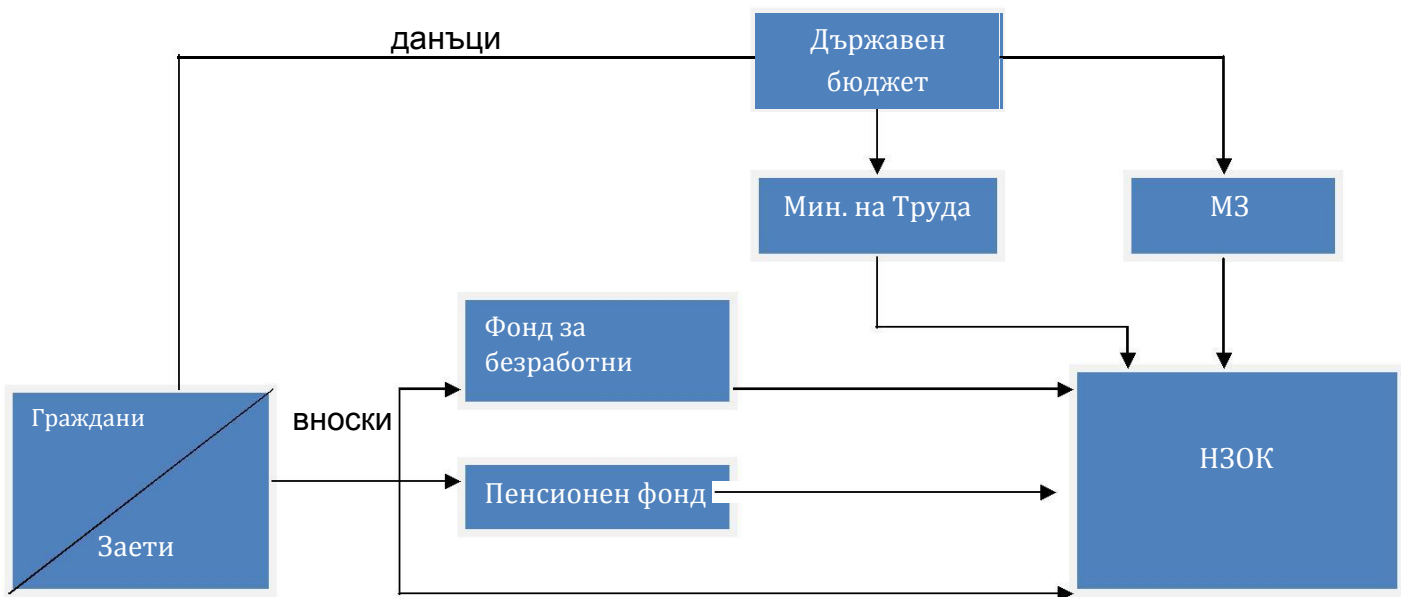 данъци
Държавен
бюджет
Мин. на Труда
МЗ
Фонд за
безработни
Граждани
вноски
НЗОК
Пенсионен фонд
Заети